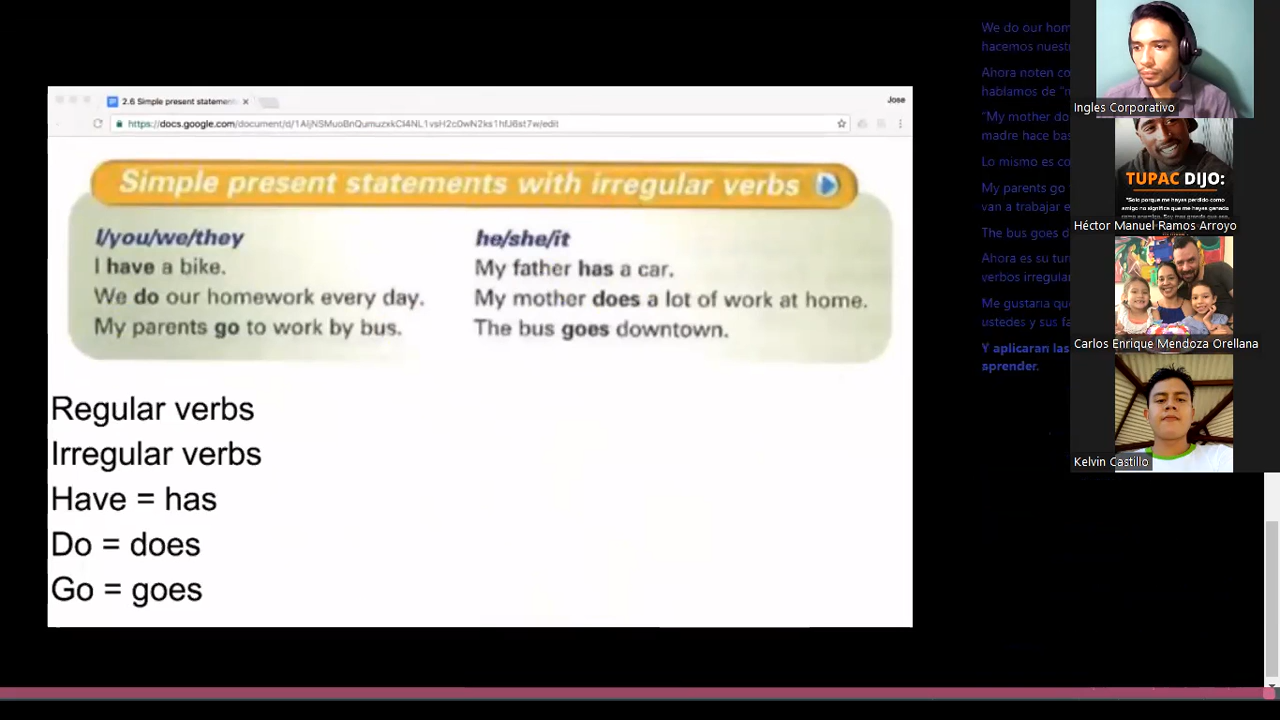 2.6 Simple present statemen
Jose
https://docs.google.com/document/d/
Simple present statements with irregular verbs
I/you/we/they
I have a bike.
We do our homework every day.
My parents go to work by bus.
he/she/it
My father has a car.
My mother does a lot of work at home.
The bus goes downtown.
Regular verbs
Irregular verbs
Have = has
Do = does
Go = goes
We do our hom
hacemos nuestr
Ahora noten co
hablamos de "m
"My mother do
madre hace bas
Lo mismo es co
My parents go
van a trabajar e
The bus goes d
Ahora es su tur
verbos irregular
Me gustaria que
ustedes y sus fa
Y aplicaran las
aprender.
Ingles Corporativo
TUPAC DIJO:
Héctor Manuel Ramos Arroyo
Carlos Enrique Mendoza Orellana
Kelvin Castillo